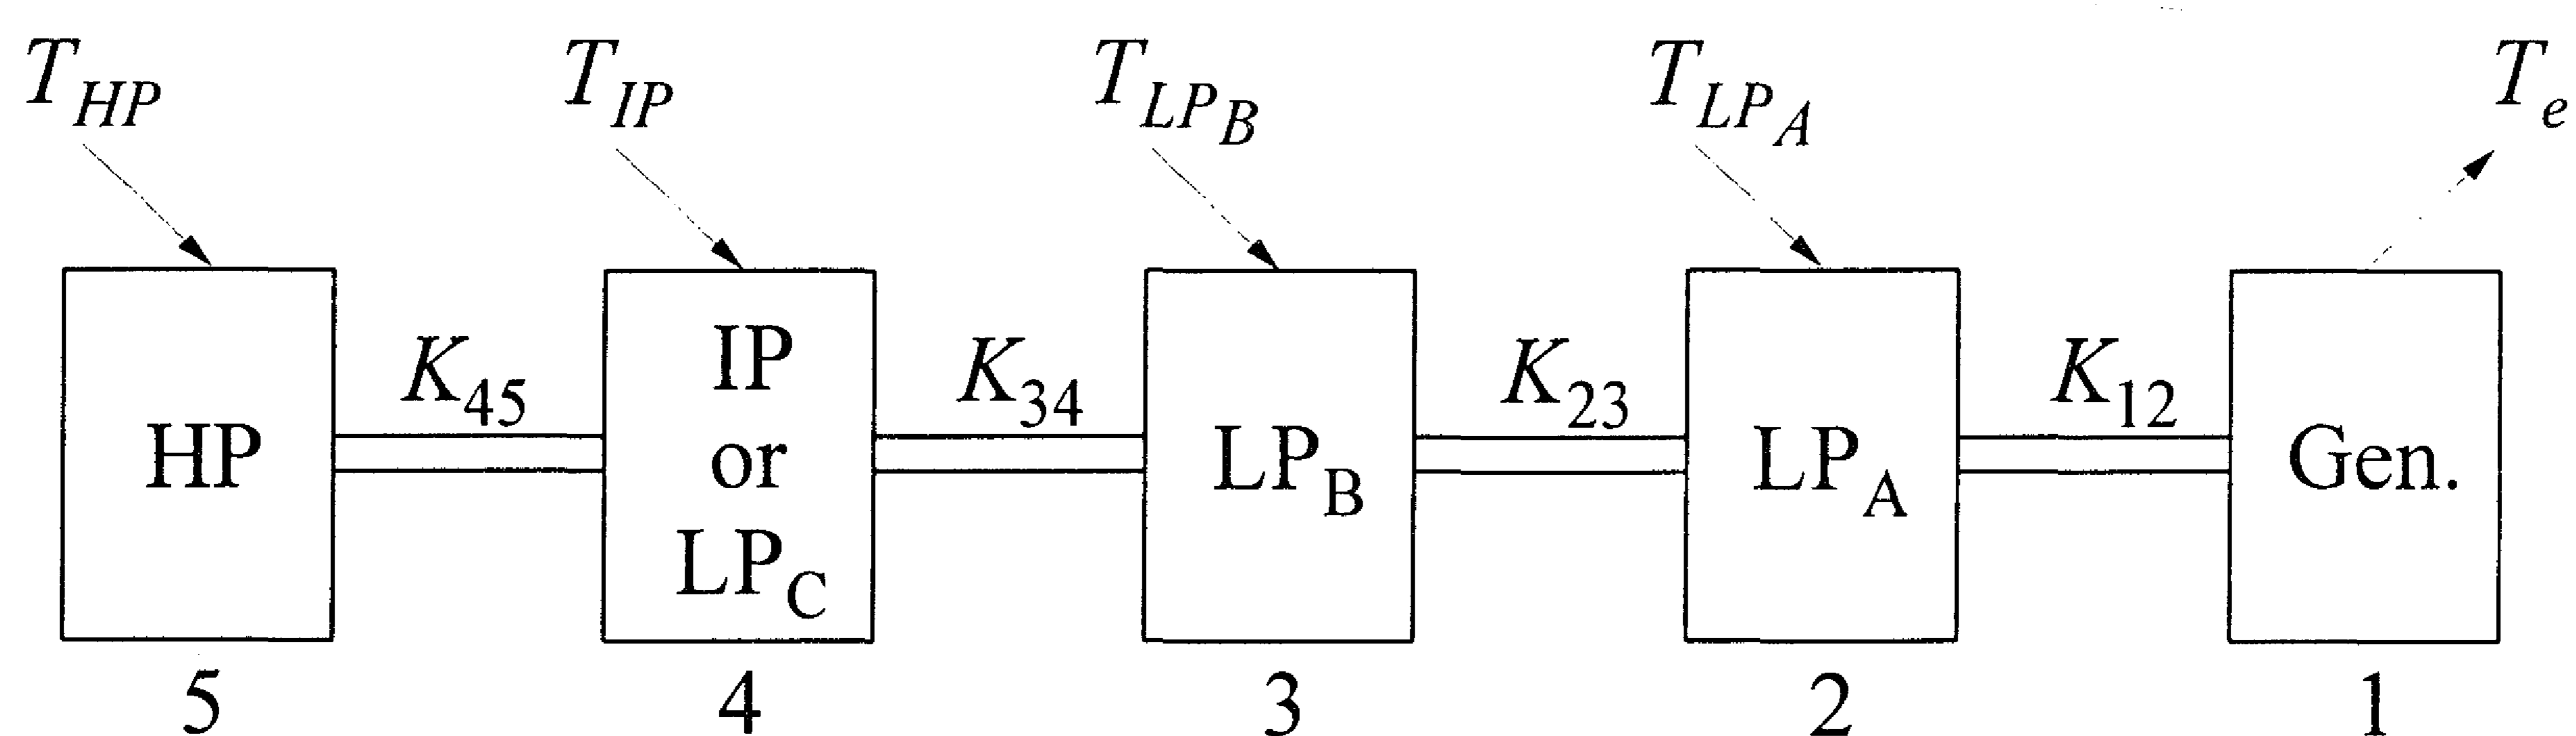 T_HP T_IP T_LP_B T_LP_A T_e
K_45 K_34 K_23 K_12
HP
IP
or
LP_C
LP_B
LP_A
Gen.
5 4 3 2 1